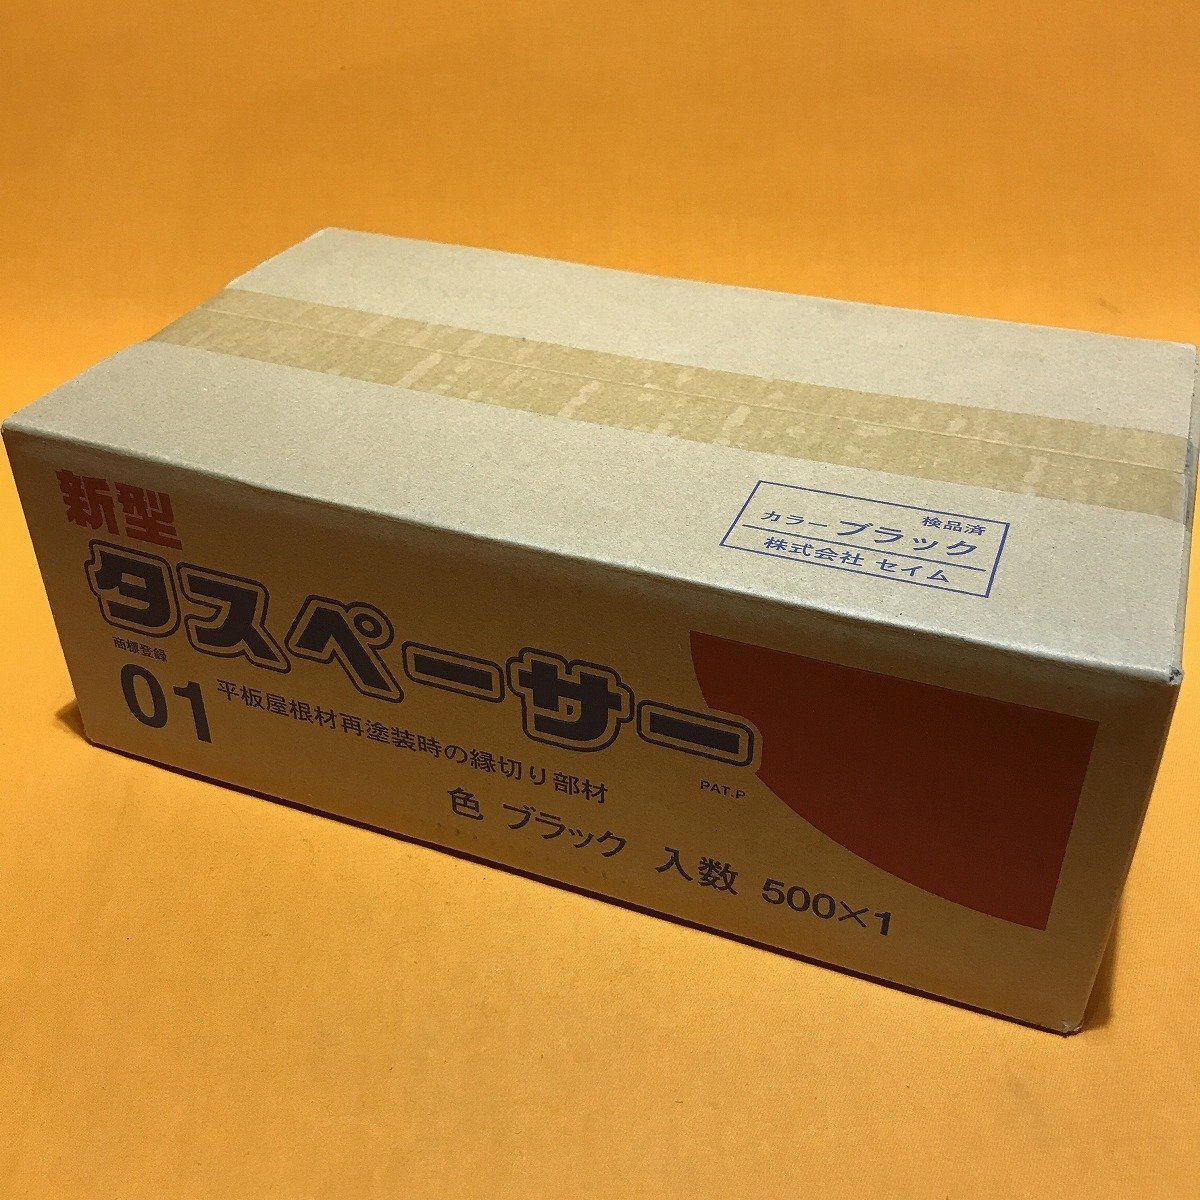 検品済
カラー ブラック
株式会社 セイム
新型
タスペーサー
商標登録
01
平板屋根材再塗装時の縁切り部材
PAT.P
色 ブラック 入数 500×1